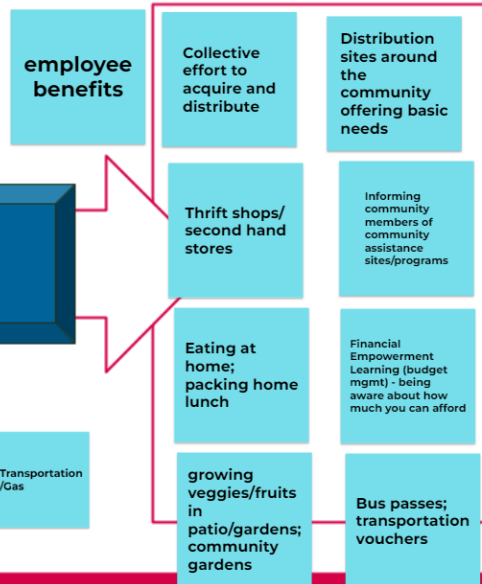 employee
benefits
Collective
effort to
acquire and
distribute
Distribution
sites around
the
community
offering basic
needs
Thrift shops/
second hand
stores
Informing
community
members of
community
assistance
sites/programs
Eating at
home;
packing home
lunch
Financial
Empowerment
Learning (budget
mgmt) - being
aware about how
much you can afford
Transportation
/Gas
growing
veggies/fruits
in
patio/gardens;
community
gardens
Bus passes;
transportation
vouchers